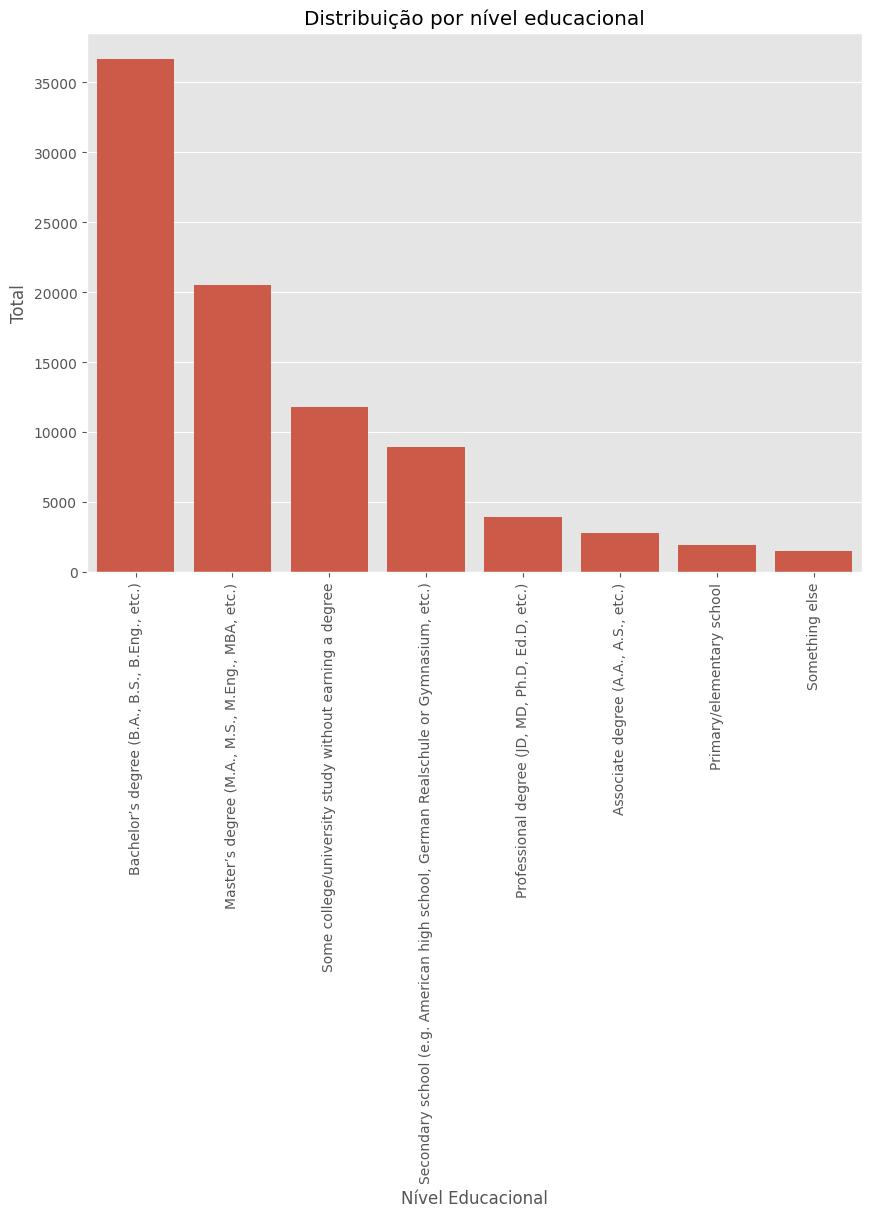 Distribuição por nível educacional
Total
35000
30000
25000
20000
15000
10000
5000
0
Bachelor’s degree (B.A., B.S., B.Eng., etc.)
Master’s degree (M.A., M.S., M.Eng., MBA, etc.)
Some college/university study without earning a degree
Secondary school (e.g. American high school, German Realschule or Gymnasium, etc.)
Professional degree (JD, MD, Ph.D, Ed.D, etc.)
Associate degree (A.A., A.S., etc.)
Primary/elementary school
Something else
Nível Educacional